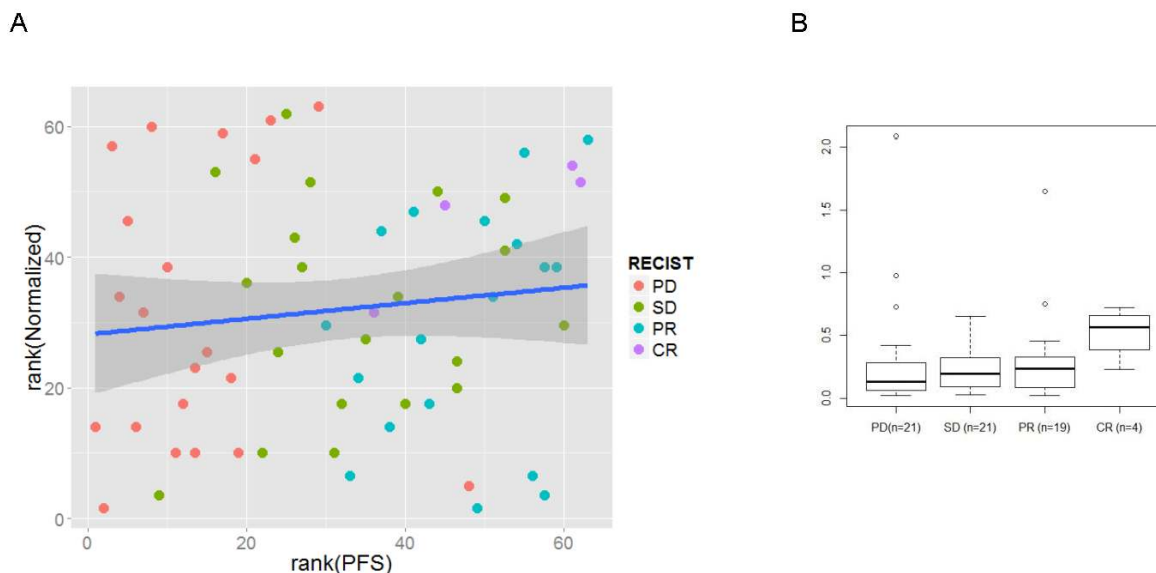 A
B
60
40
20
0
rank(Normalized)
0 20 40 60
rank(PFS)
RECIST
PD
SD
PR
CR
2.0
1.5
1.0
0.5
0.0
PD(n=21) SD (n=21) PR (n=19) CR (n=4)